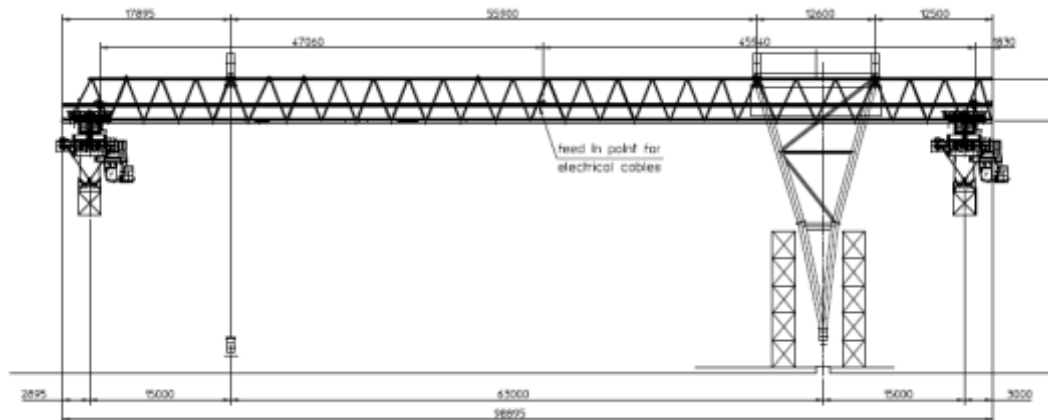 17895 55900 12600 12500
47060 45940 1830
feed in point for
electrical cables
2895 15000 63000 15000 3000
98895